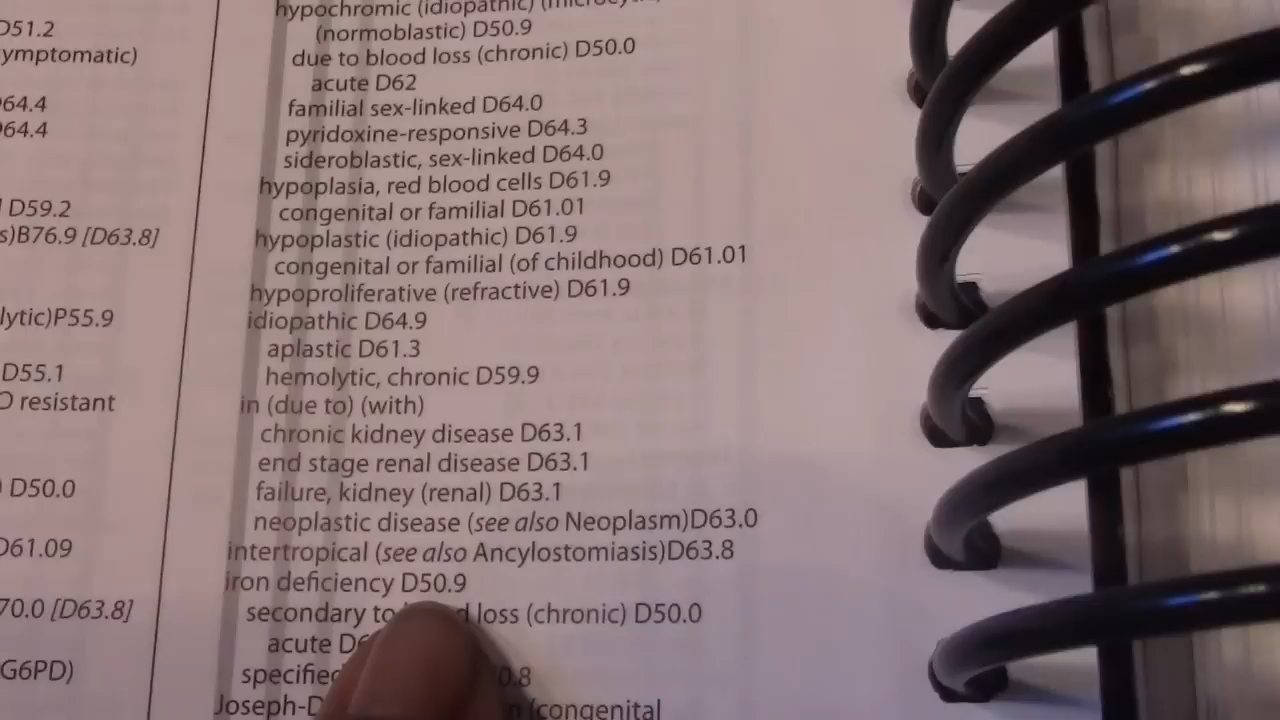 D51.2
ymptomatic)
64.4
64.4
D59.2
s)B76.9 [D63.8]
lytic)P55.9
D55.1
O resistant
D50.0
D61.09
70.0 [D63.8]
G6PD)
hypochromic (idiopathic)
(normoblastic) D50.9
due to blood loss (chronic) D50.0
acute D62
familial sex-linked D64.0
pyridoxine-responsive D64.3
sideroblastic, sex-linked D64.0
hypoplasia, red blood cells D61.9
congenital or familial D61.01
hypoplastic (idiopathic) D61.9
congenital or familial (of childhood) D61.01
hypoproliferative (refractive) D61.9
idiopathic D64.9
aplastic D61.3
hemolytic, chronic D59.9
in (due to) (with)
chronic kidney disease D63.1
end stage renal disease D63.1
failure, kidney (renal) D63.1
neoplastic disease (see also Neoplasm)D63.0
intertropical (see also Ancylostomiasis)D63.8
iron deficiency D50.9
secondary to loss (chronic) D50.0
acute
specified 0.8
Joseph-D (congenital